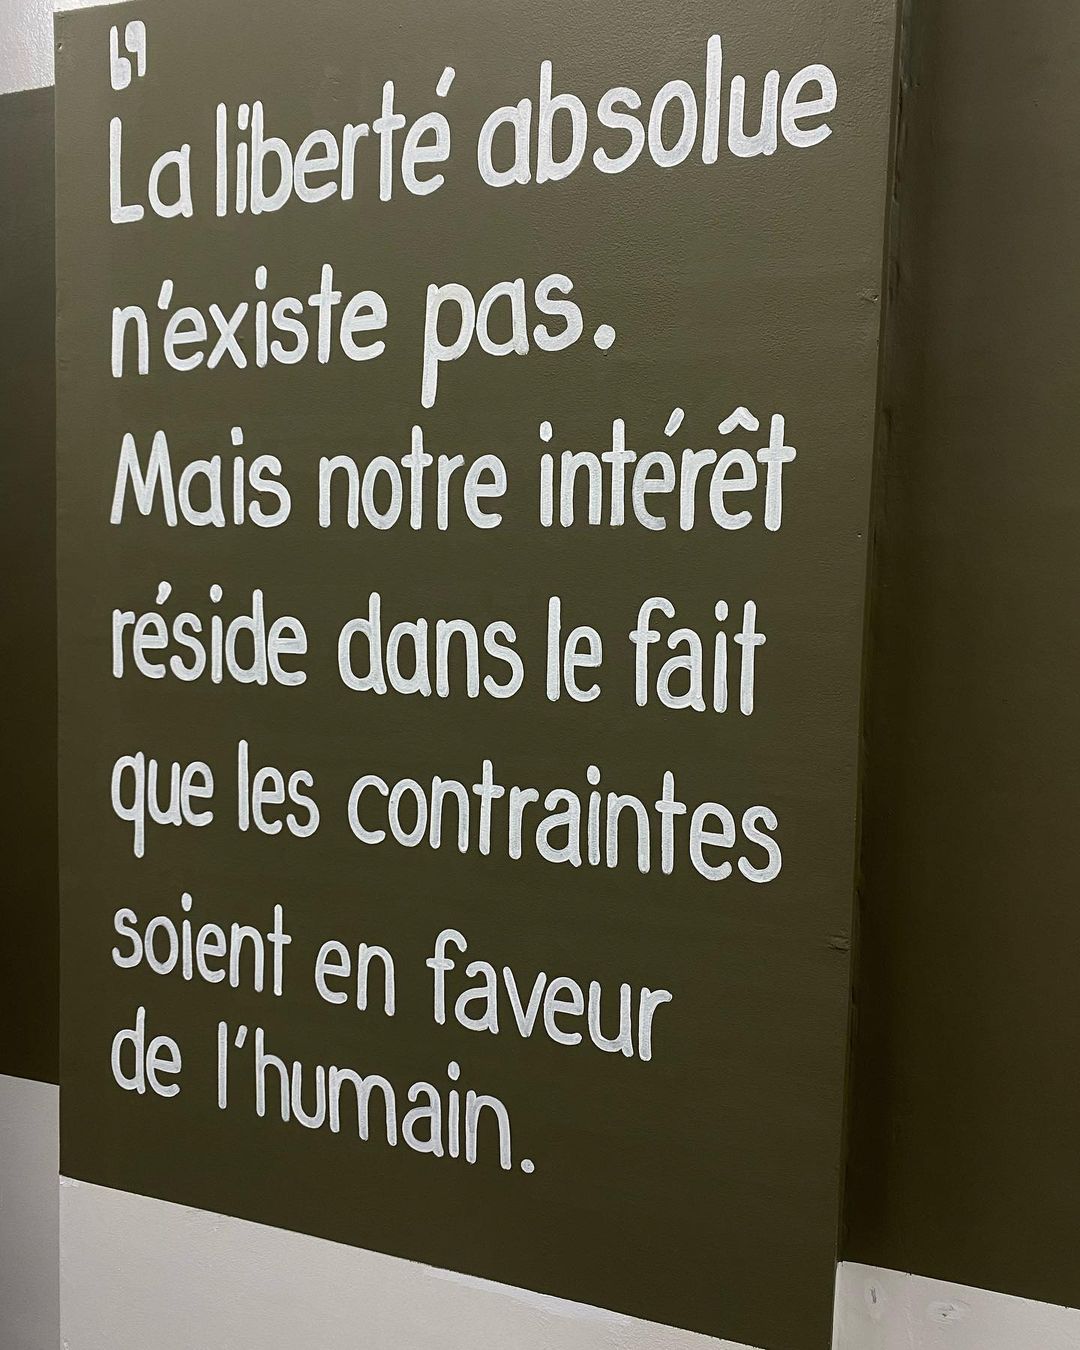 69
La liberté absolue
n'existe pas.
Mais notre intérêt
réside dans le fait
que les contraintes
soient en faveur
de l'humain.